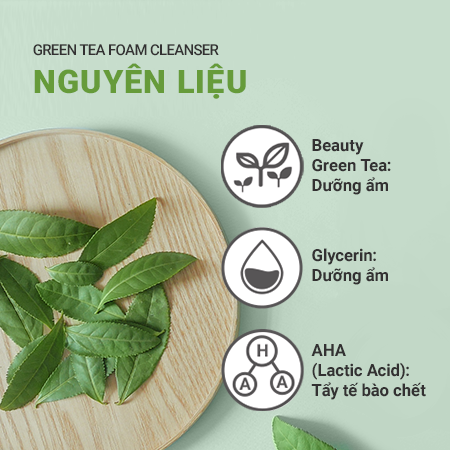 GREEN TEA FOAM CLEANSER
NGUYÊN LIỆU
Beauty
Green Tea:
Dưỡng ẩm
Glycerin:
Dưỡng ẩm
H
A A
AHA
(Lactic Acid):
Tẩy tế bào chết